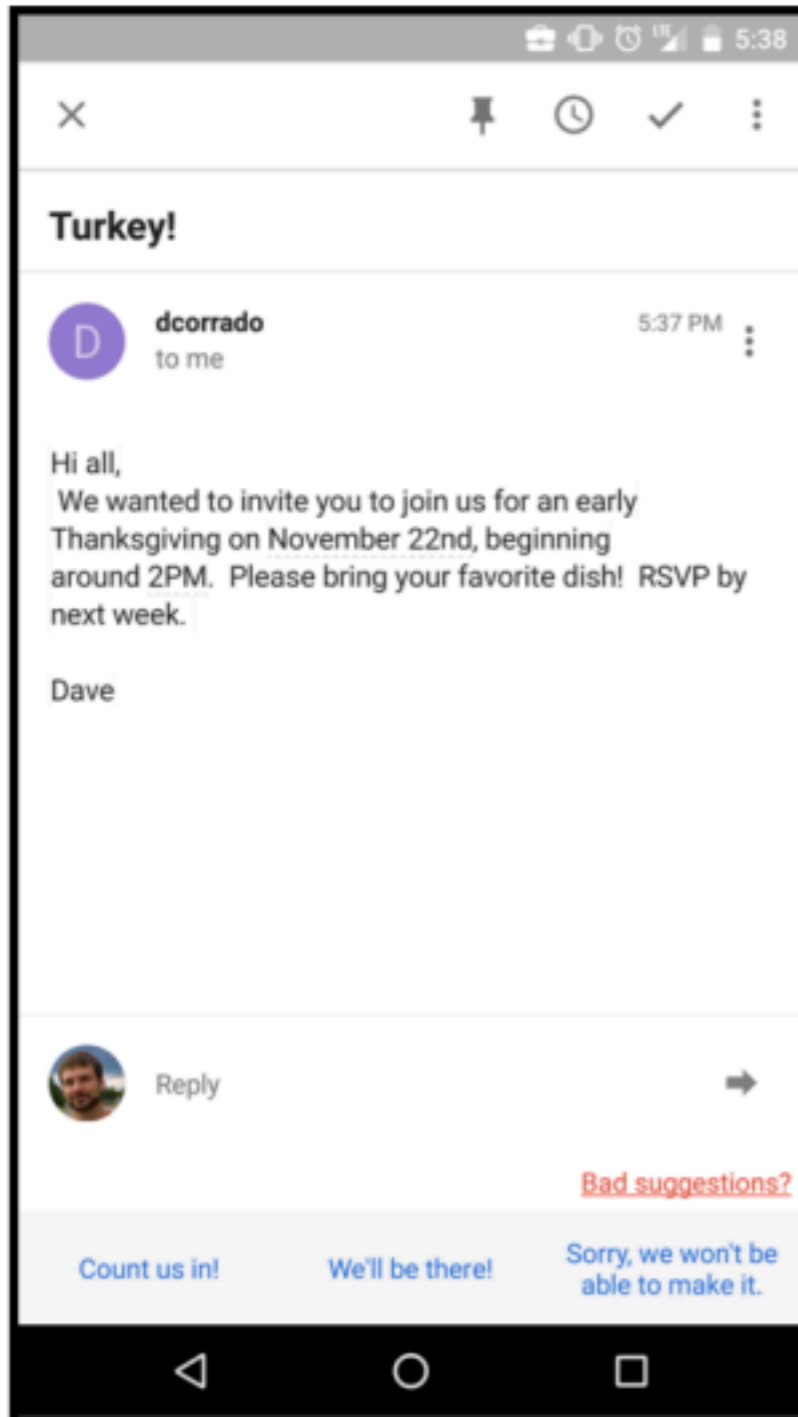 LTE 5:38
Turkey!
D
dcorrado
5:37 PM
to me
Hi all,
We wanted to invite you to join us for an early
Thanksgiving on November 22nd, beginning
around 2PM.  Please bring your favorite dish!  RSVP by
next week.
Dave
Reply
Bad suggestions?
Count us in!
We'll be there!
Sorry, we won't be
able to make it.